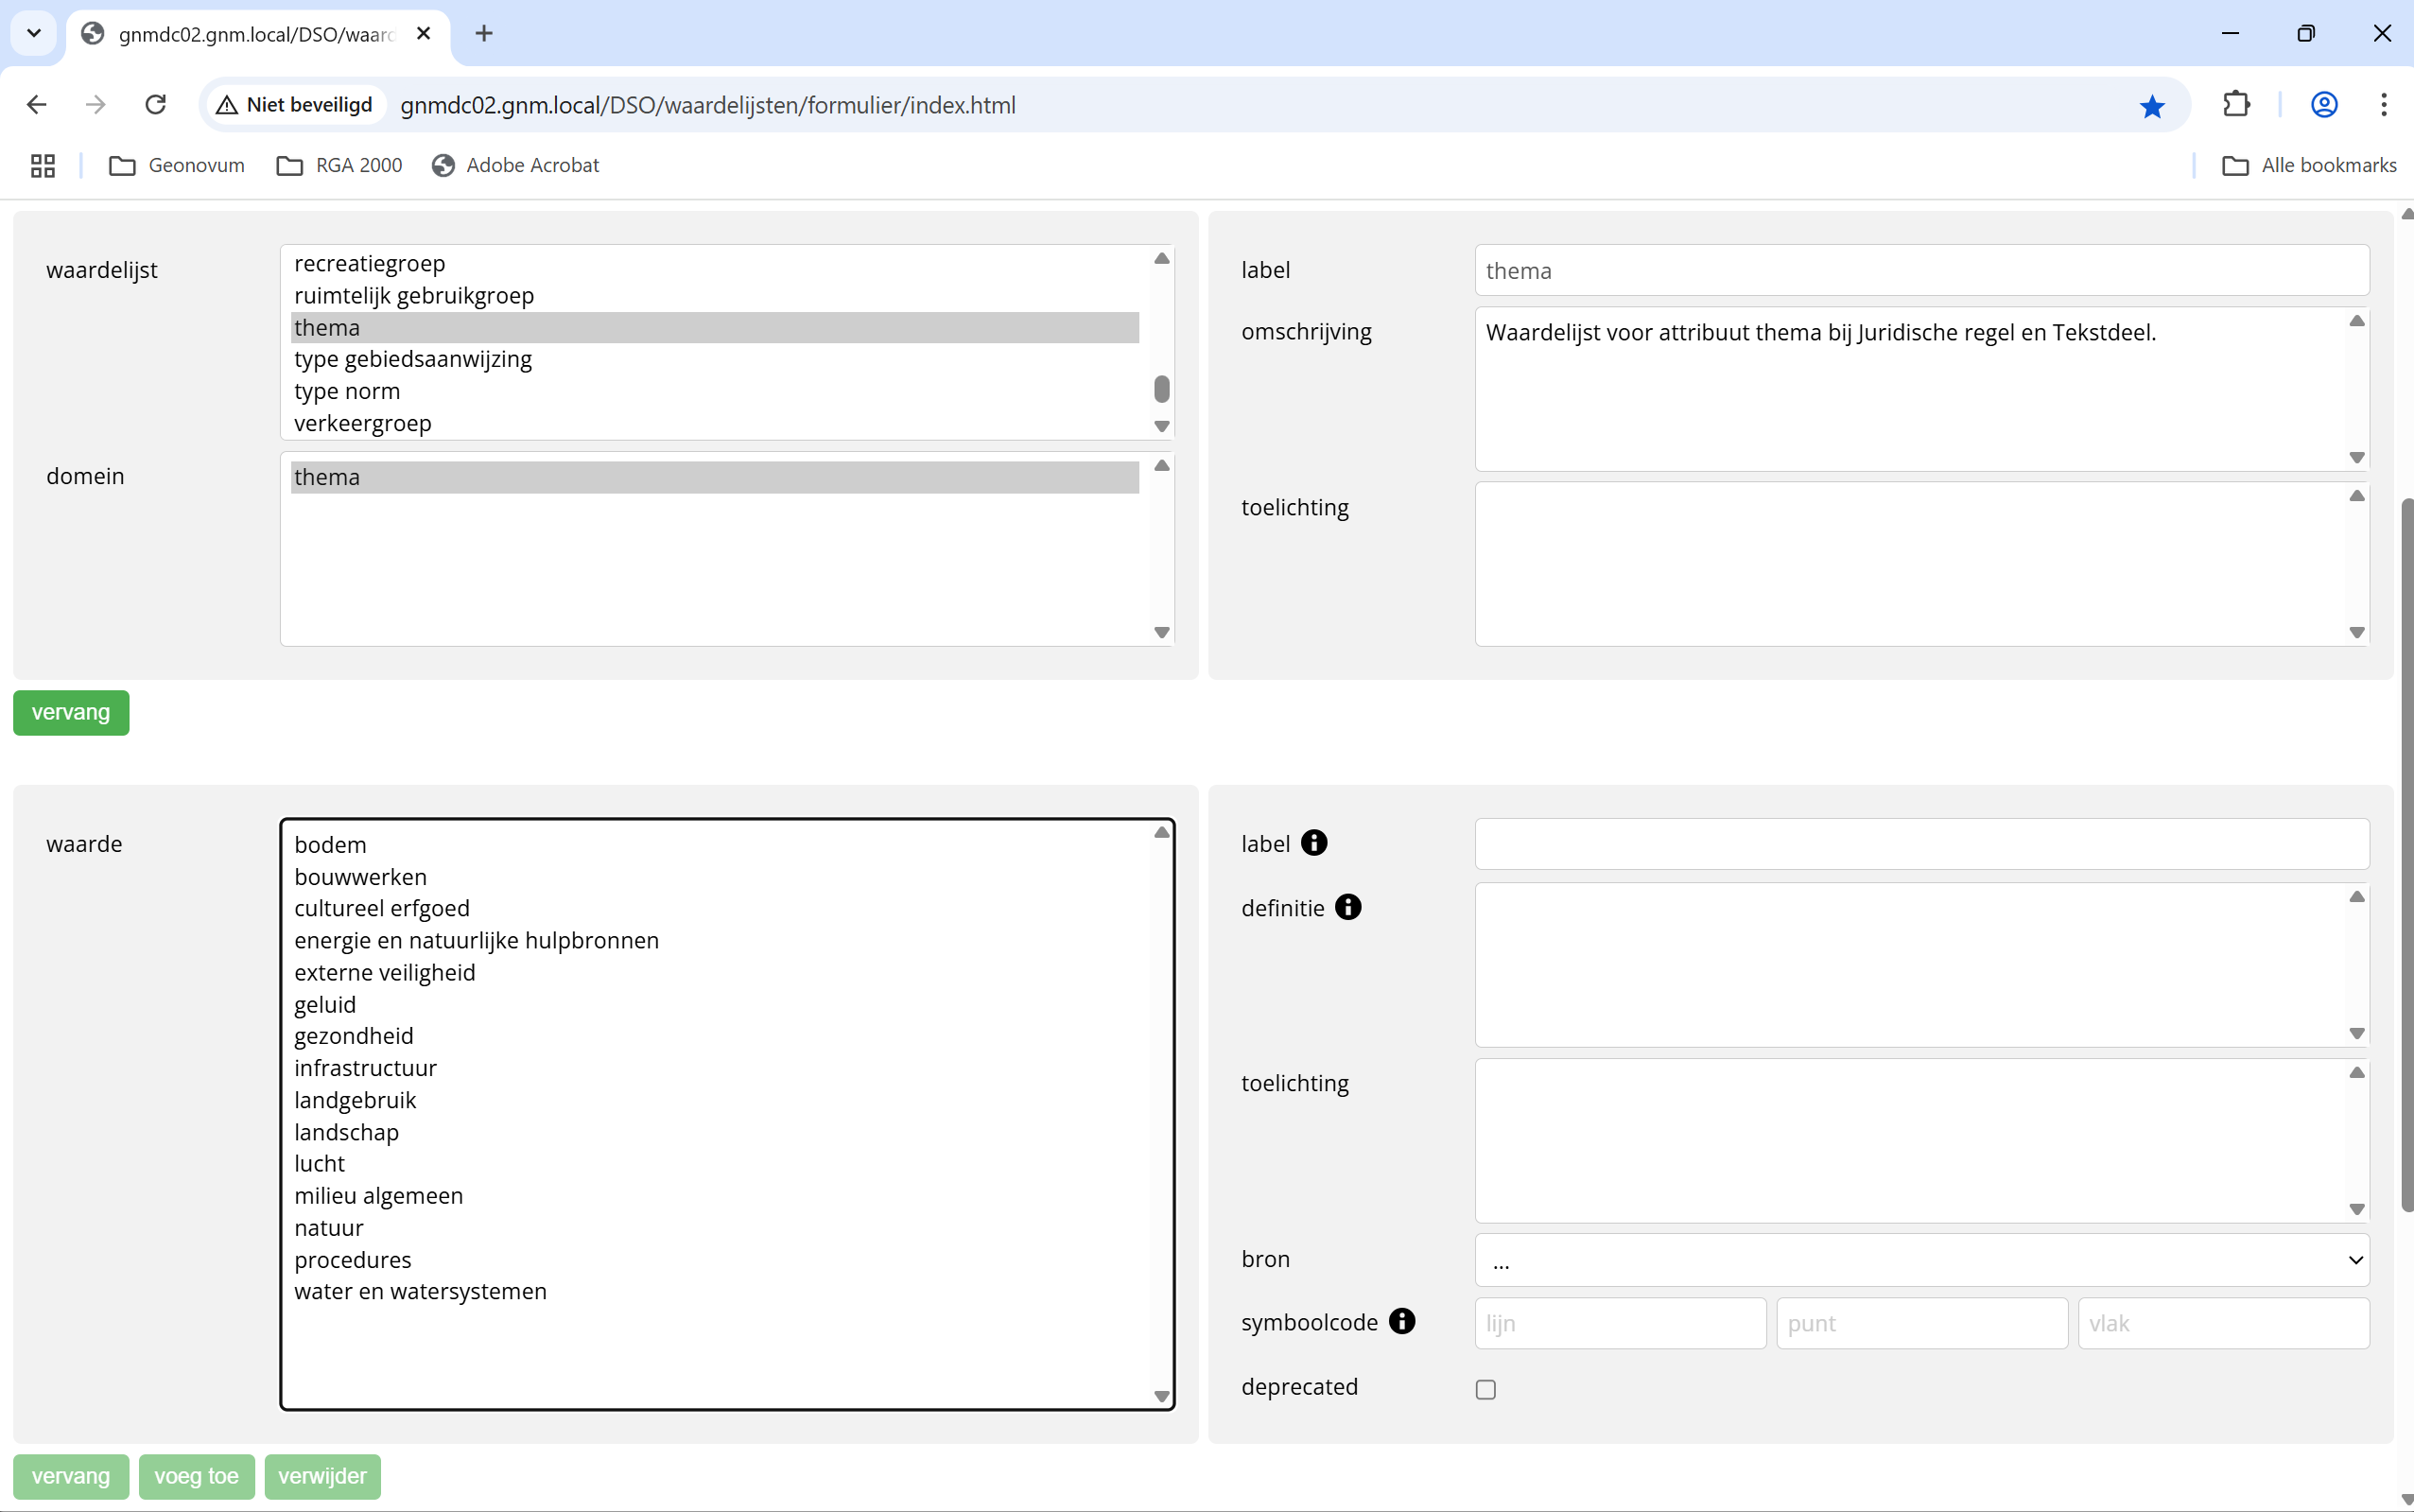 gnmdc02.gnm.local/DSO/waard
Niet beveiligd
gnmdc02.gnm.local/DSO/waardelijsten/formulier/index.html
Geonovum
RGA 2000
Adobe Acrobat
Alle bookmarks
waardelijst
recreatiegroep
ruimtelijk gebruikgroep
thema
type gebiedsaanwijzing
type norm
verkeergroep
domein
thema
label
thema
omschrijving
Waardelijst voor attribuut thema bij Juridische regel en Tekstdeel.
toelichting
vervang
waarde
bodem
bouwwerken
cultureel erfgoed
energie en natuurlijke hulpbronnen
externe veiligheid
geluid
gezondheid
infrastructuur
landgebruik
landschap
lucht
milieu algemeen
natuur
procedures
water en watersystemen
label
definitie
toelichting
bron
...
symboolcode
lijn
punt
vlak
deprecated
vervang
voeg toe
verwijder